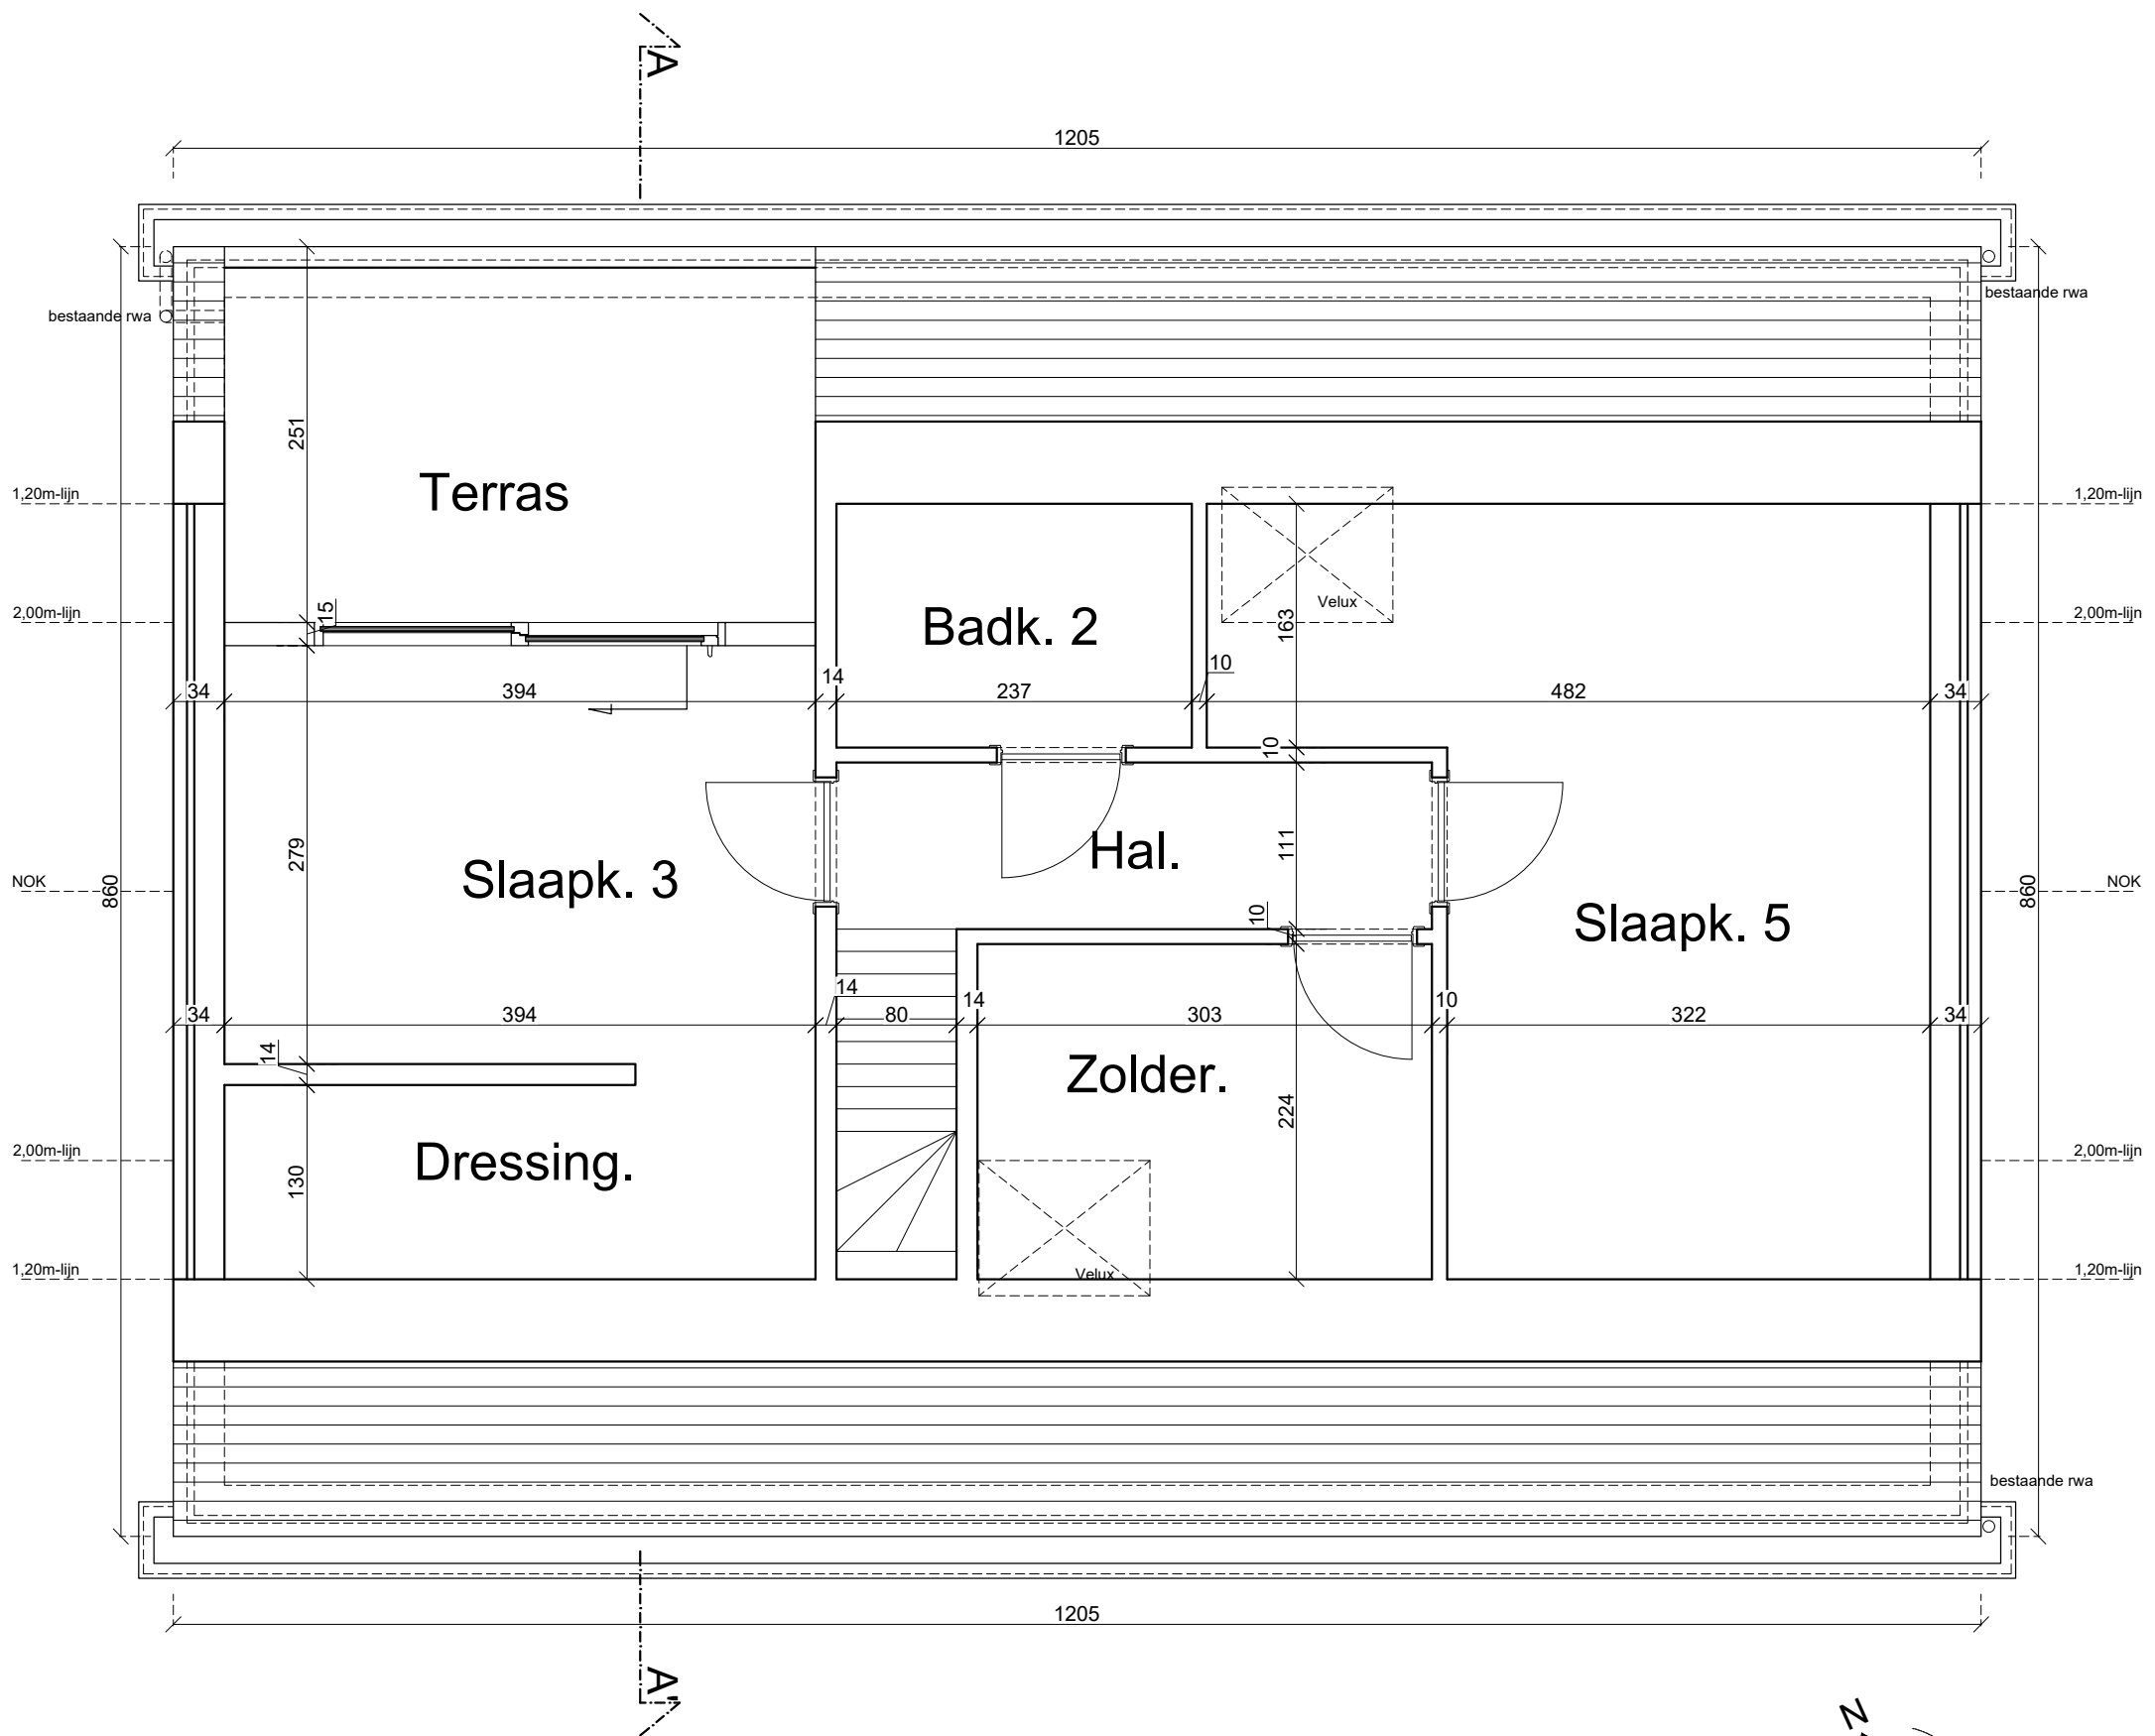 A
1205
bestaande rwa
bestaande rwa
251
Terras
1,20m-lijn
1,20m-lijn
Velux
163
15
2,00m-lijn
2,00m-lijn
Badk. 2
10
14
34
394
237
482
34
10
279
Hal.
111
Slaapk. 3
NOK
NOK
860
860
10
Slaapk. 5
14
14
10
34
394
80
303
322
34
14
Zolder.
224
2,00m-lijn
2,00m-lijn
Dressing.
130
1,20m-lijn
Velux
1,20m-lijn
bestaande rwa
1205
A'
N